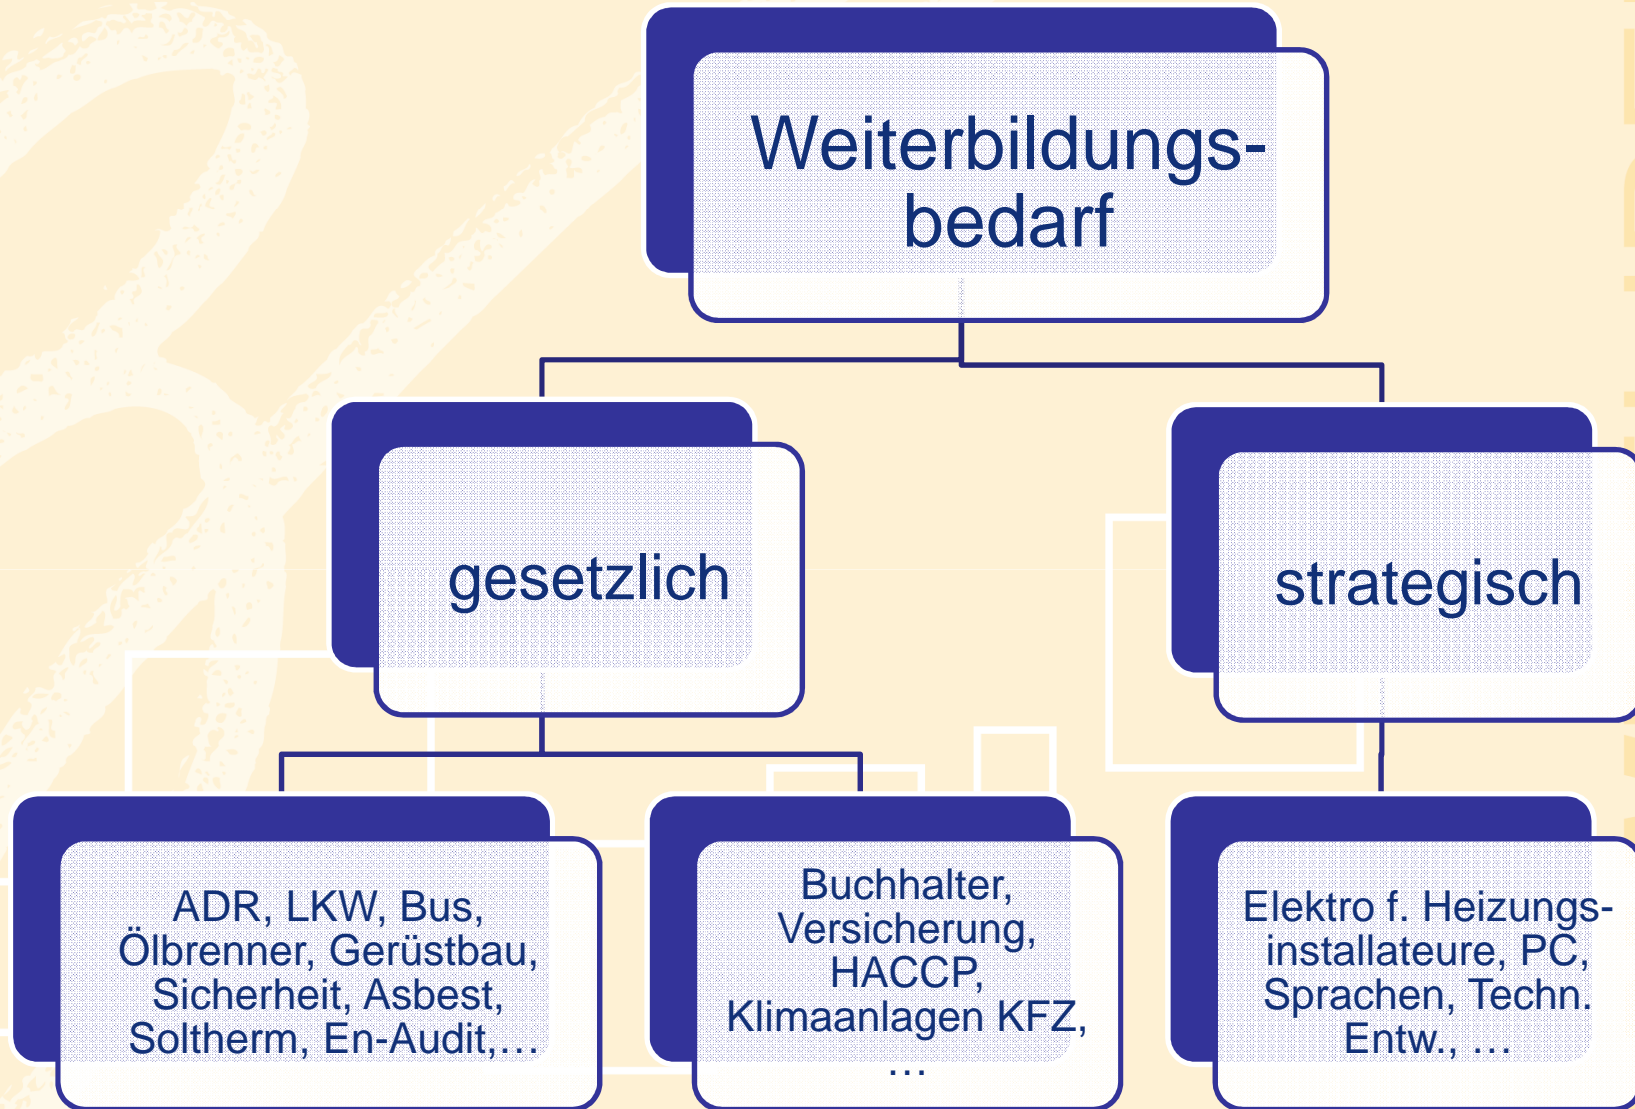 Weiterbildungs-
bedarf
gesetzlich
strategisch
ADR, LKW, Bus,
Ölbrenner, Gerüstbau,
Sicherheit, Asbest,
Soltherm, En-Audit,…
Buchhalter,
Versicherung,
HACCP,
Klimaanlagen KFZ,
…
Elektro f. Heizungs-
installateure, PC,
Sprachen, Techn.
Entw., …